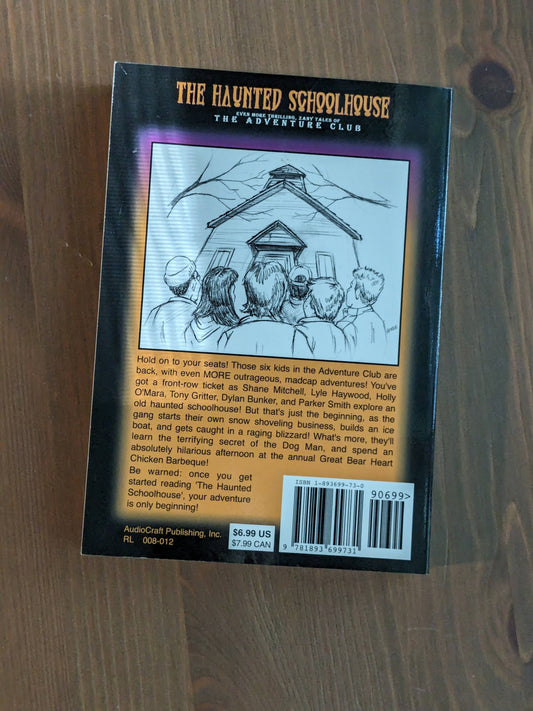 THE HAUNTED SCHOOLHOUSE
EVEN MORE THRILLING, ZANY TALES OF
THE ADVENTURE CLUB
Hold on to your seats! Those six kids in the Adventure Club are
back, with even MORE outrageous, madcap adventures! You've
got a front-row ticket as Shane Mitchell, Lyle Haywood, Holly
O'Mara, Tony Gritter, Dylan Bunker, and Parker Smith explore an
old haunted schoolhouse! But that's just the beginning, as the
gang starts their own snow shoveling business, builds an ice
boat, and gets caught in a raging blizzard! What's more, they'll
learn the terrifying secret of the Dog Man, and spend an
absolutely hilarious afternoon at the annual Great Bear Heart
Chicken Barbeque!
Be warned: once you get
started reading 'The Haunted
Schoolhouse', your adventure
is only beginning!
AudioCraft Publishing, Inc.
RL 008-012
$6.99 US
$7.99 CAN
ISBN 1-893699-73-0
90699>
9 781893 699731